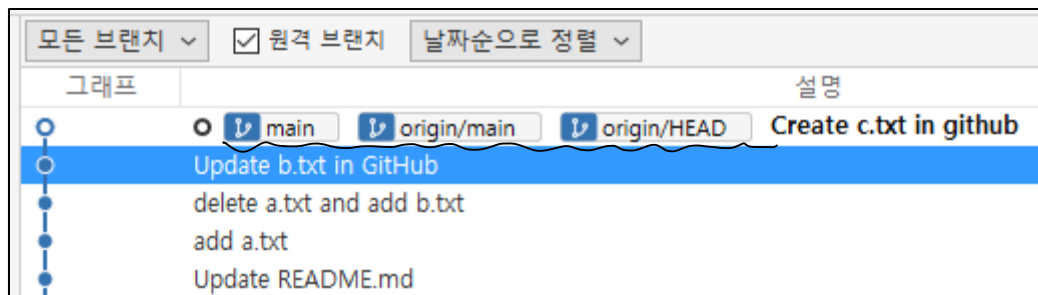 모든 브랜치 원격 브랜치 날짜순으로 정렬
그래프 설명
main origin/main origin/HEAD Create c.txt in github
Update b.txt in GitHub
delete a.txt and add b.txt
add a.txt
Update README.md